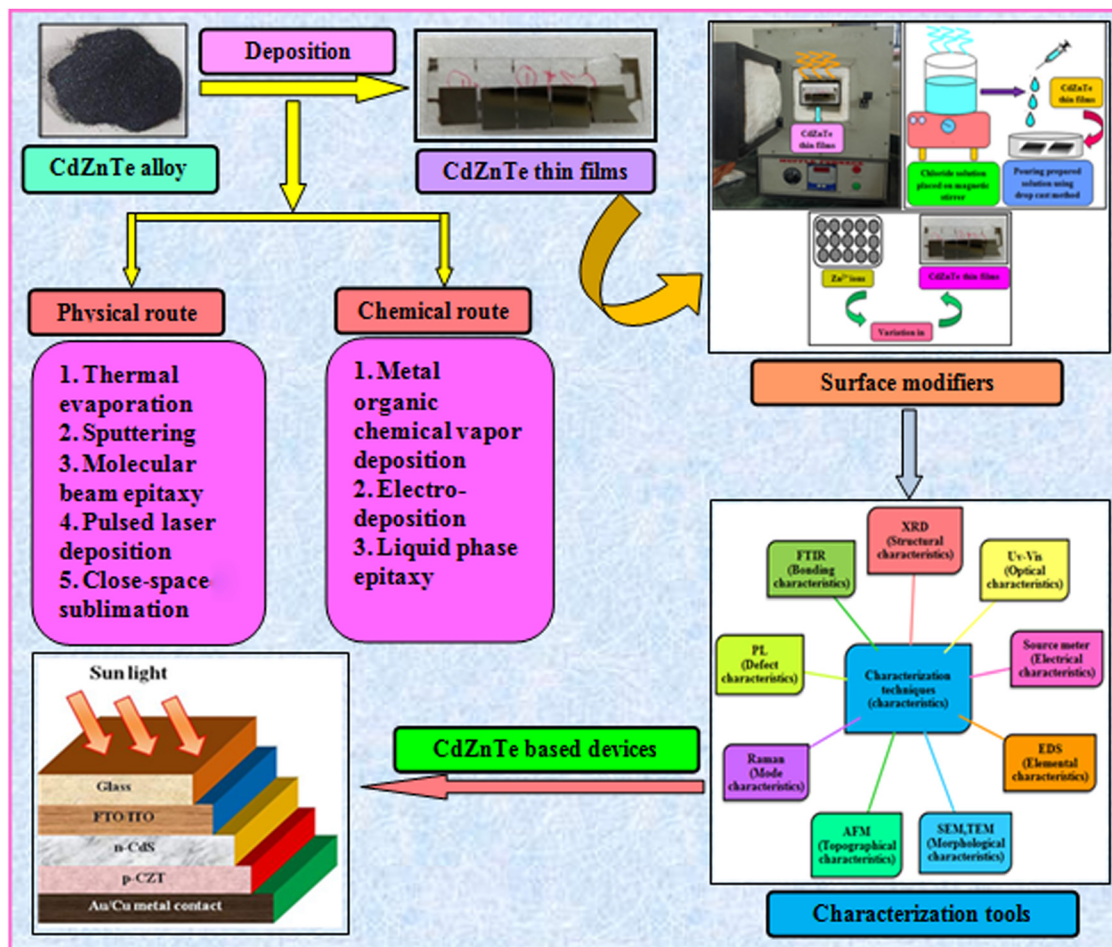 Deposition
CdZnTe alloy
CdZnTe thin films
Physical route
Chemical route
1. Thermal
evaporation
2. Sputtering
3. Molecular
beam epitaxy
4. Pulsed laser
deposition
5. Close-space
sublimation
1. Metal
organic
chemical vapor
deposition
2. Electro-
deposition
3. Liquid phase
epitaxy
CdZnTe
thin films
CdZnTe
thin films
Chloride solution
placed on magnetic
stirrer
Pouring prepared
solution using
drop cast method
Zn²⁺ ions
CdZnTe thin films
Variation in
Surface modifiers
XRD
(Structural
characteristics)
FTIR
(Bonding
characteristics)
Uv-Vis
(Optical
characteristics)
PL
(Defect
characteristics)
Characterization
techniques
(characteristics)
Source meter
(Electrical
characteristics)
Raman
(Mode
characteristics)
EDS
(Elemental
characteristics)
AFM
(Topographical
characteristics)
SEM,TEM
(Morphological
characteristics)
Characterization tools
CdZnTe based devices
Sun light
Glass
FTO/ITO
n-CdS
p-CZT
Au/Cu metal contact